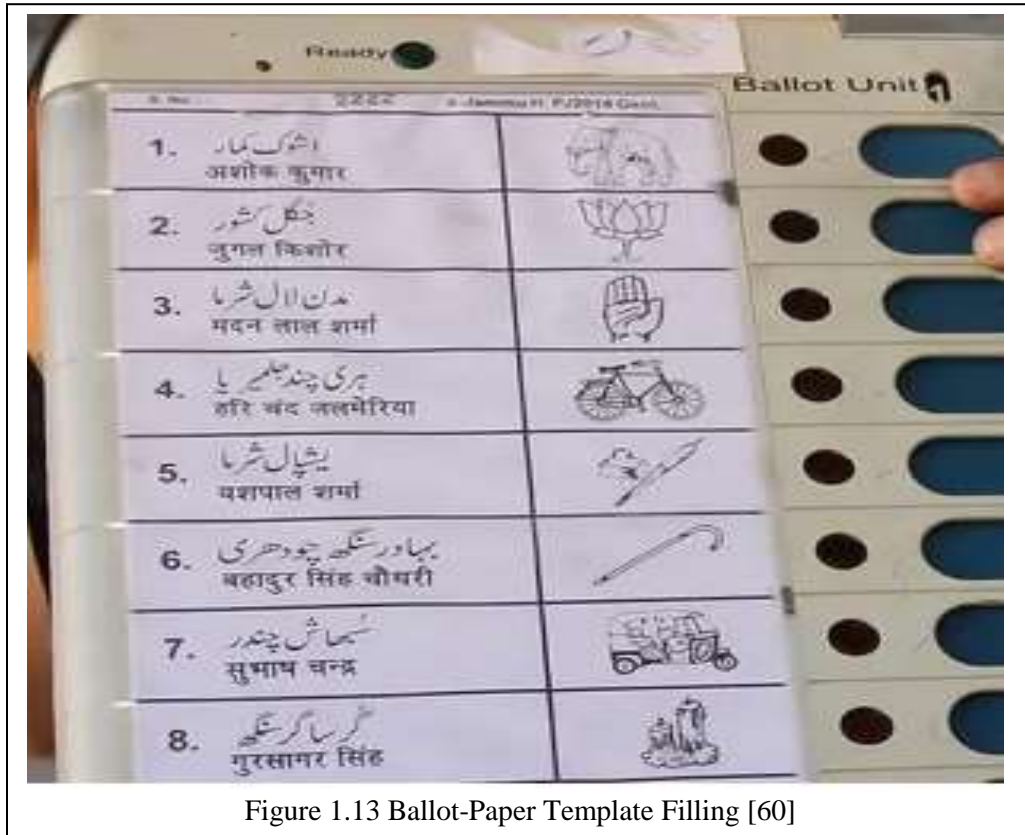 Ready
Ballot Unit
S. No.
1. اشوک کمار
अशोक कुमार
2. جگل کشور
जुगल किशोर
3. مدن لال شرما
मदन लाल शर्मा
4. ہری چند جلمیریا
हरि चंद जलमेरिया
5. یشپال شرما
यशपाल शर्मा
6. بہادر سنگھ چودھری
बहादुर सिंह चौधरी
7. سبھاش چندر
सुभाष चन्द्र
8. گرساگر سنگھ
गुरसागर सिंह
Figure 1.13 Ballot-Paper Template Filling [60]